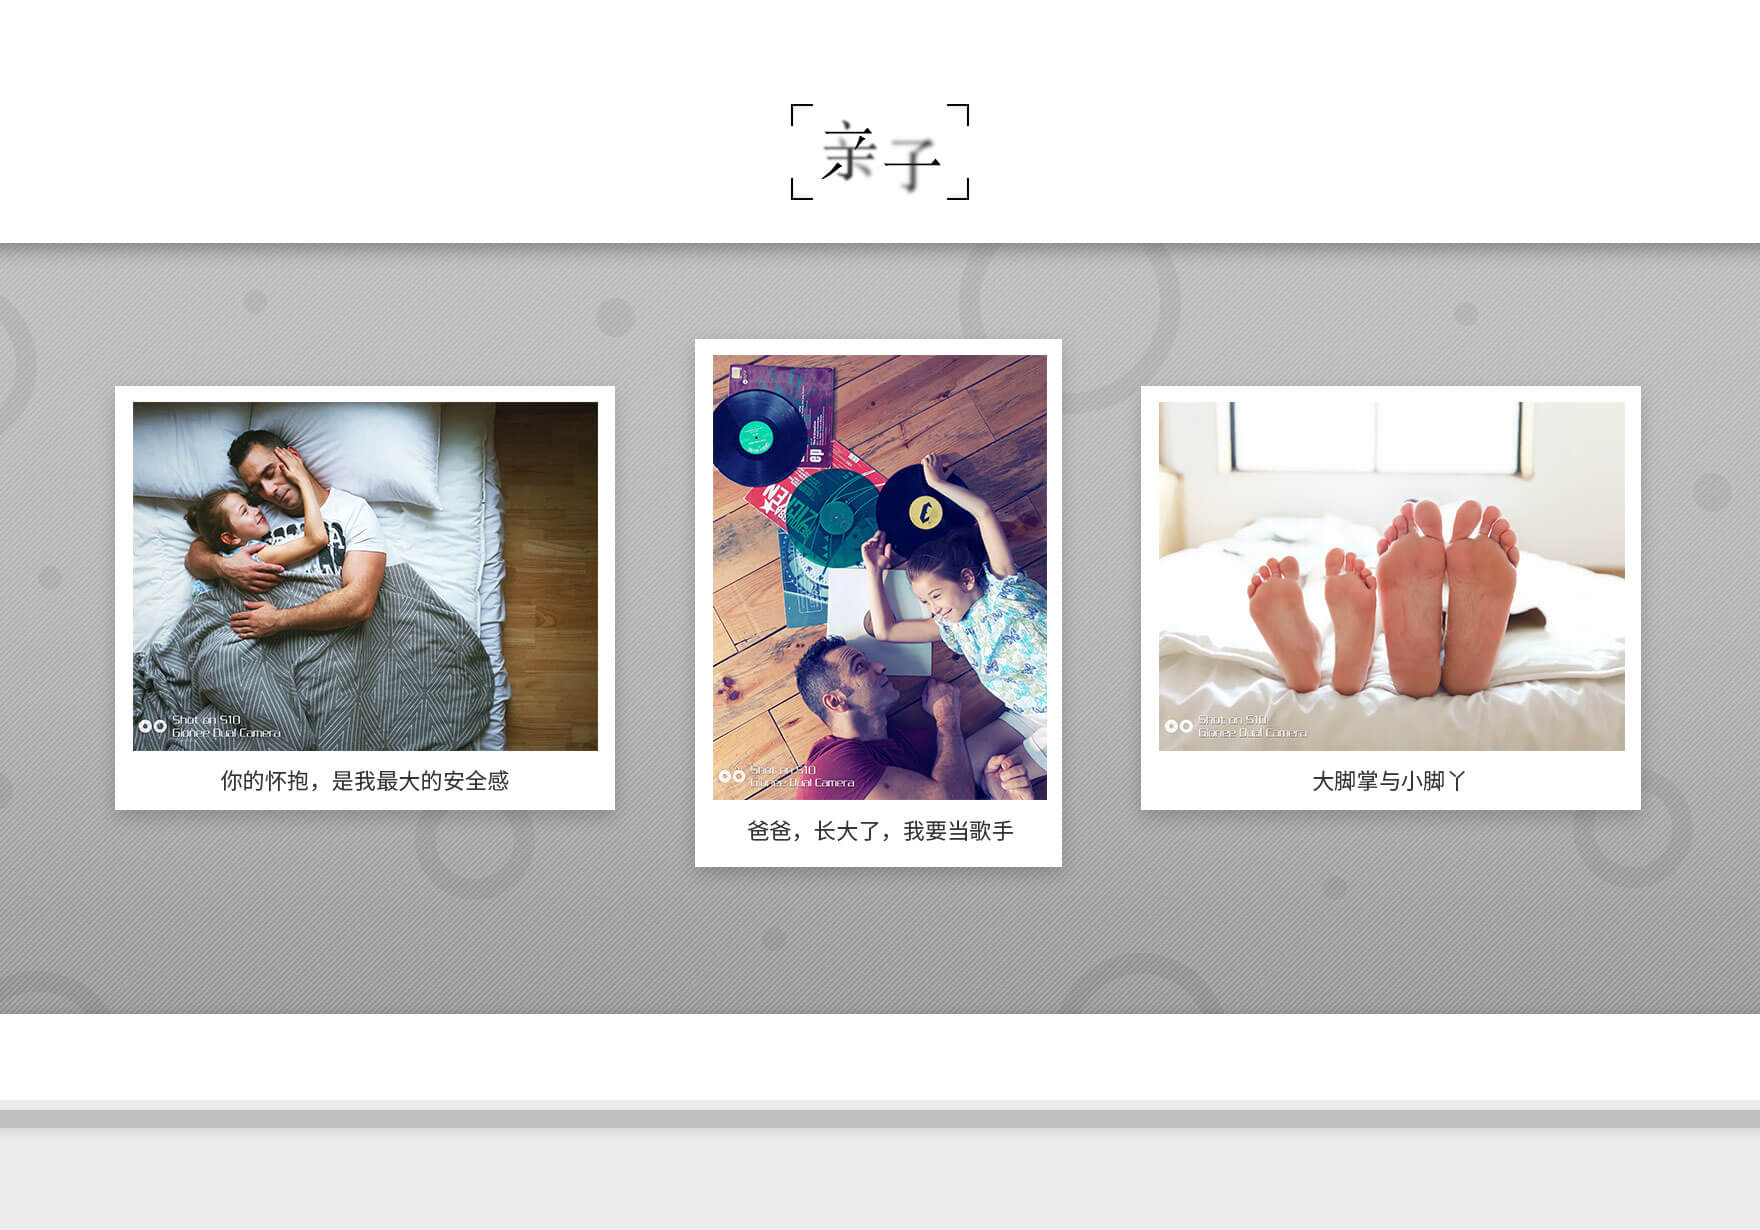 亲子
Shot on S10
Gionee Dual Camera
你的怀抱，是我最大的安全感
ep
Shot on S10
Gionee Dual Camera
爸爸，长大了，我要当歌手
Shot on S10
Gionee Dual Camera
大脚掌与小脚丫